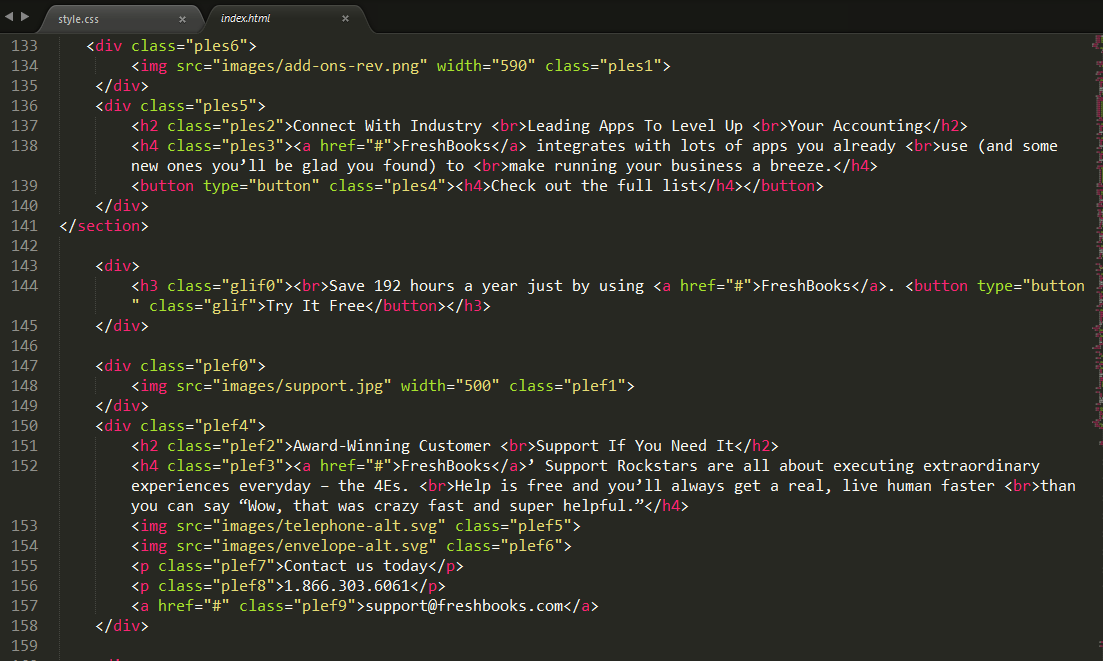 style.css × index.html ×
133 <div class="ples6">
134 <img src="images/add-ons-rev.png" width="590" class="ples1">
135 </div>
136 <div class="ples5">
137 <h2 class="ples2">Connect With Industry <br>Leading Apps To Level Up <br>Your Accounting</h2>
138 <h4 class="ples3"><a href="#">FreshBooks</a> integrates with lots of apps you already <br>use (and some
new ones you’ll be glad you found) to <br>make running your business a breeze.</h4>
139 <button type="button" class="ples4"><h4>Check out the full list</h4></button>
140 </div>
141 </section>
142
143 <div>
144 <h3 class="glif0"><br>Save 192 hours a year just by using <a href="#">FreshBooks</a>. <button type="button
" class="glif">Try It Free</button></h3>
145 </div>
146
147 <div class="plef0">
148 <img src="images/support.jpg" width="500" class="plef1">
149 </div>
150 <div class="plef4">
151 <h2 class="plef2">Award-Winning Customer <br>Support If You Need It</h2>
152 <h4 class="plef3"><a href="#">FreshBooks</a>’ Support Rockstars are all about executing extraordinary
experiences everyday – the 4Es. <br>Help is free and you’ll always get a real, live human faster <br>than
you can say “Wow, that was crazy fast and super helpful.”</h4>
153 <img src="images/telephone-alt.svg" class="plef5">
154 <img src="images/envelope-alt.svg" class="plef6">
155 <p class="plef7">Contact us today</p>
156 <p class="plef8">1.866.303.6061</p>
157 <a href="#" class="plef9">support@freshbooks.com</a>
158 </div>
159